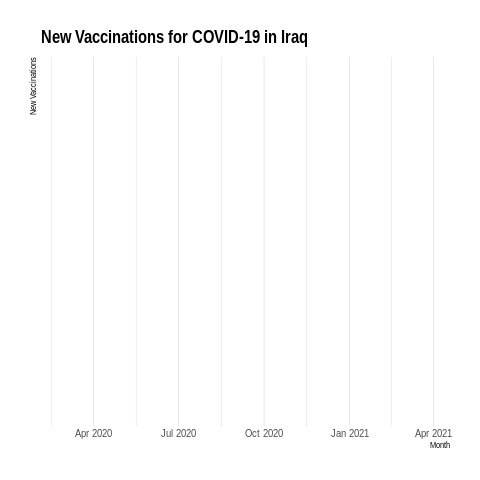 New Vaccinations for COVID-19 in Iraq
New Vaccinations
Apr 2020 Jul 2020 Oct 2020 Jan 2021 Apr 2021
Month